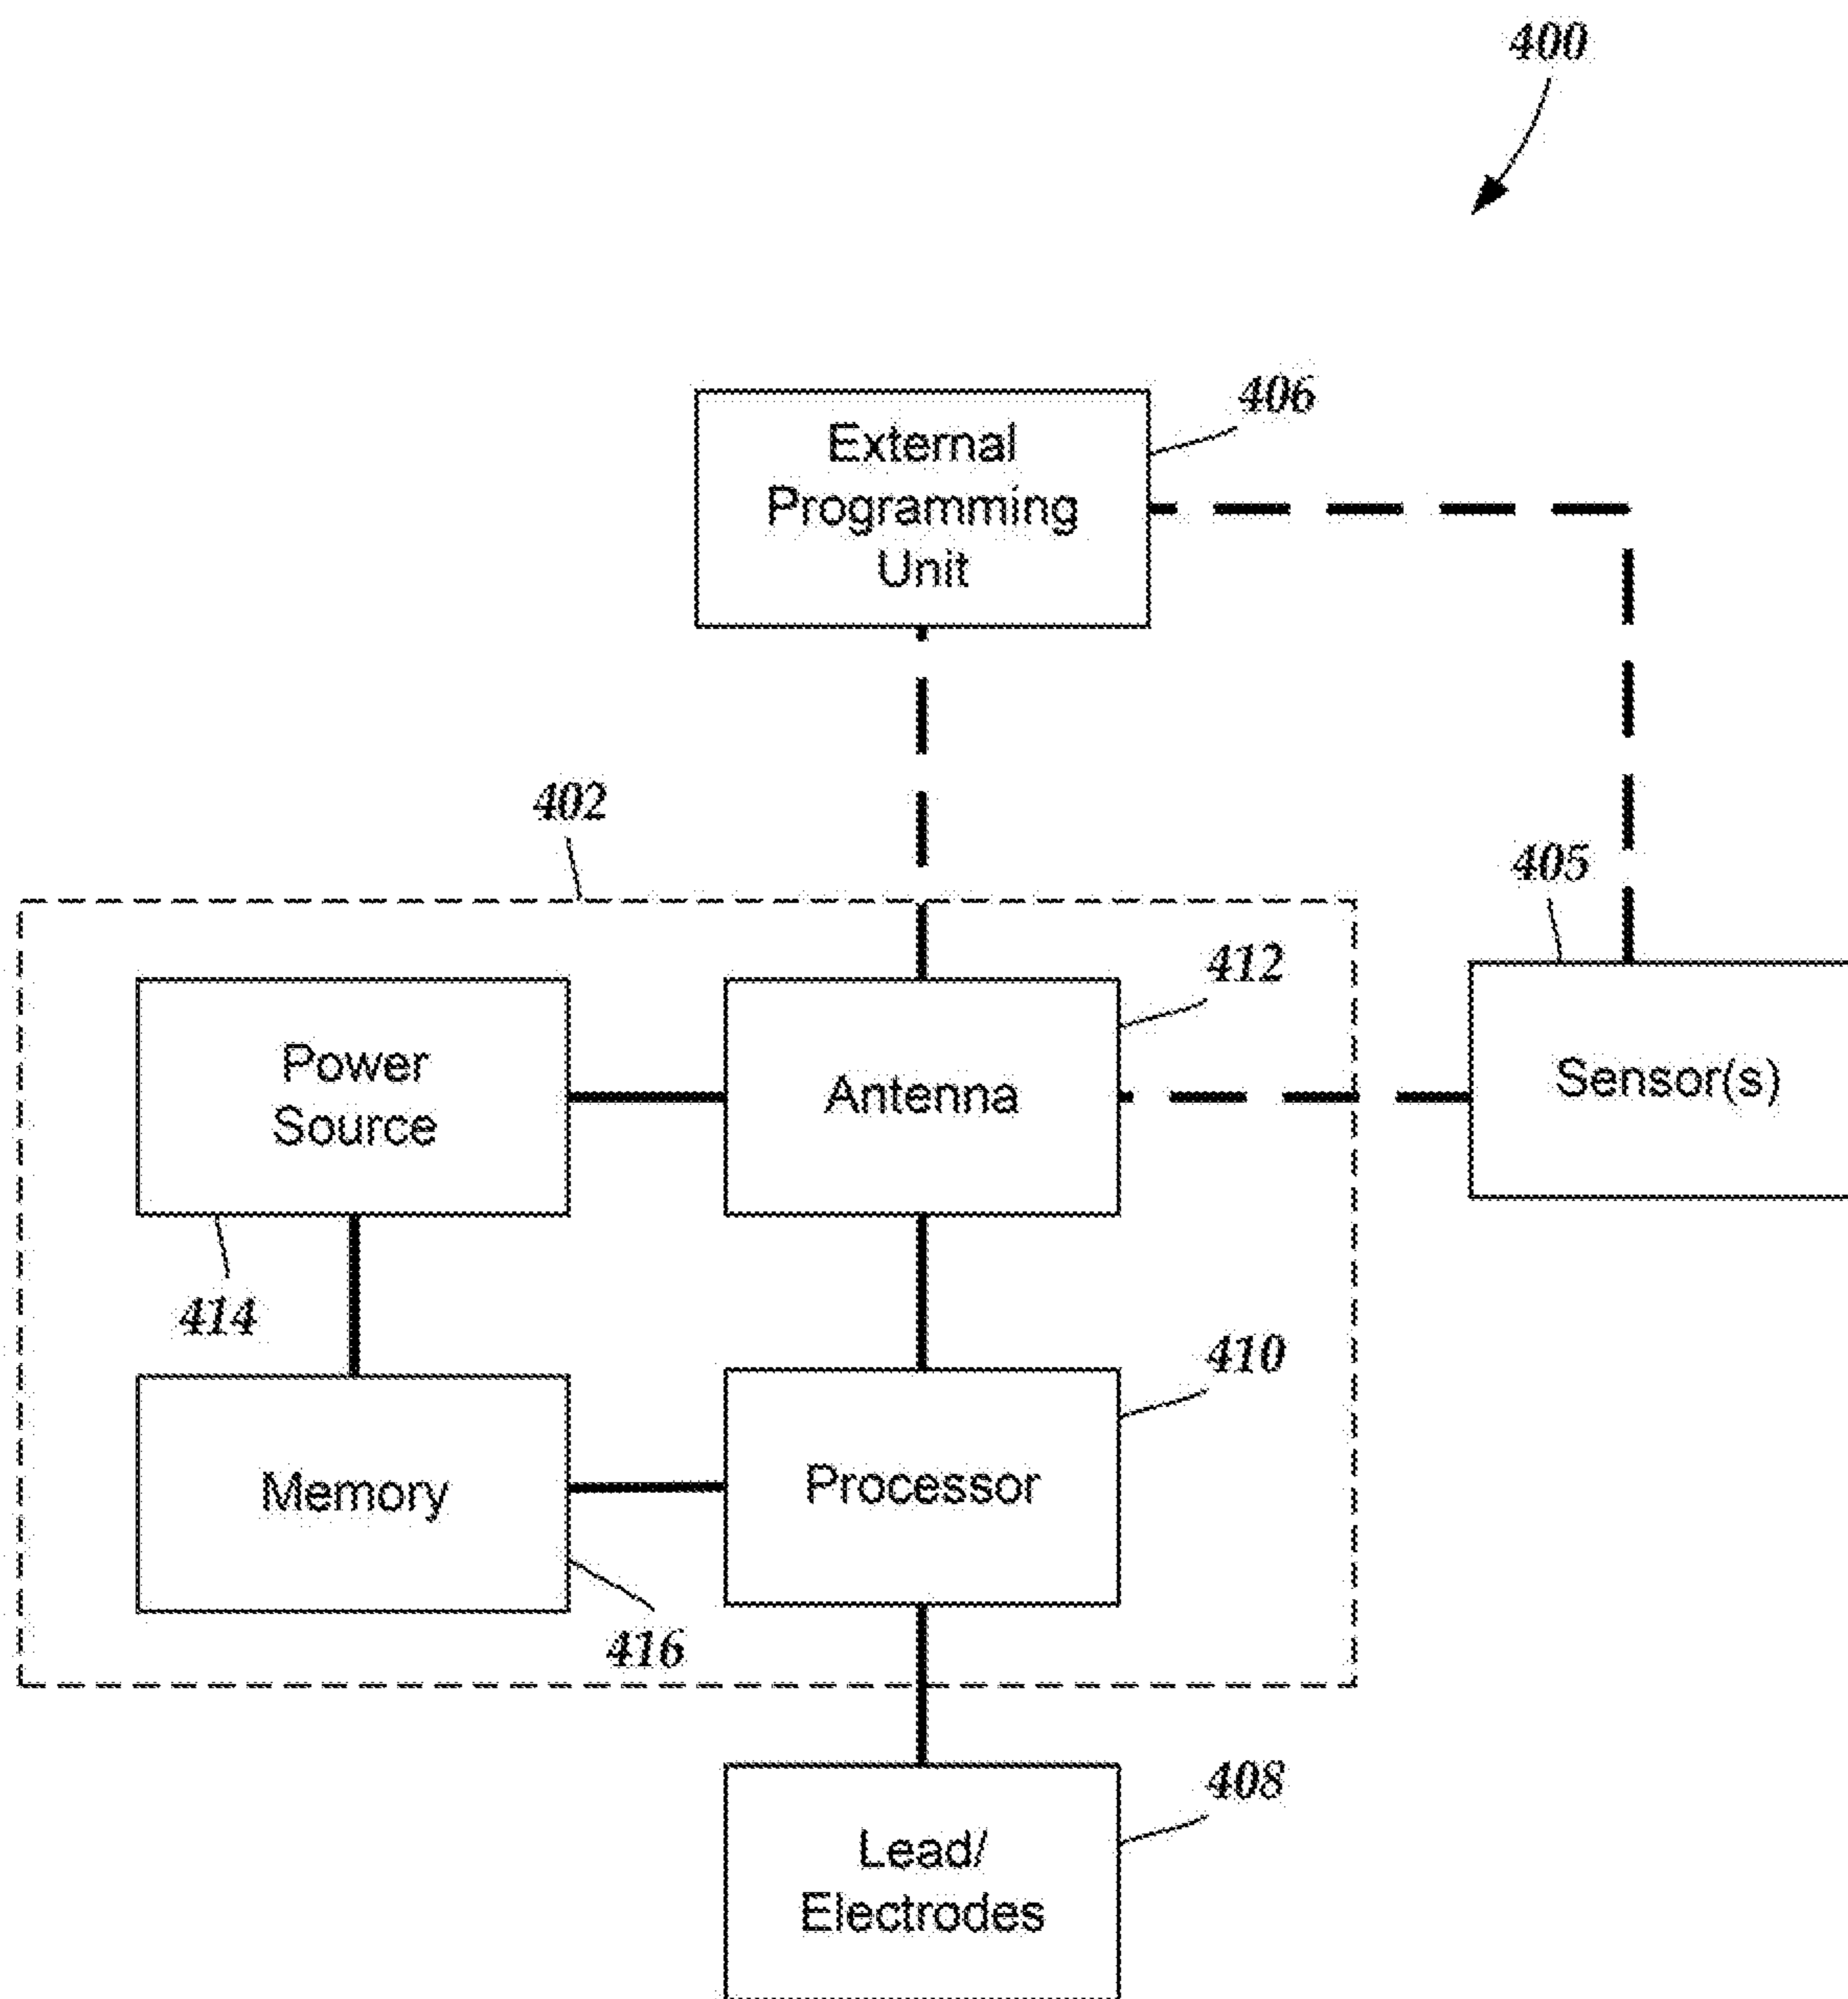 400
406
External
Programming
Unit
402
405
412
Power
Source
Antenna
Sensor(s)
414
410
Memory
Processor
416
408
Lead/
Electrodes